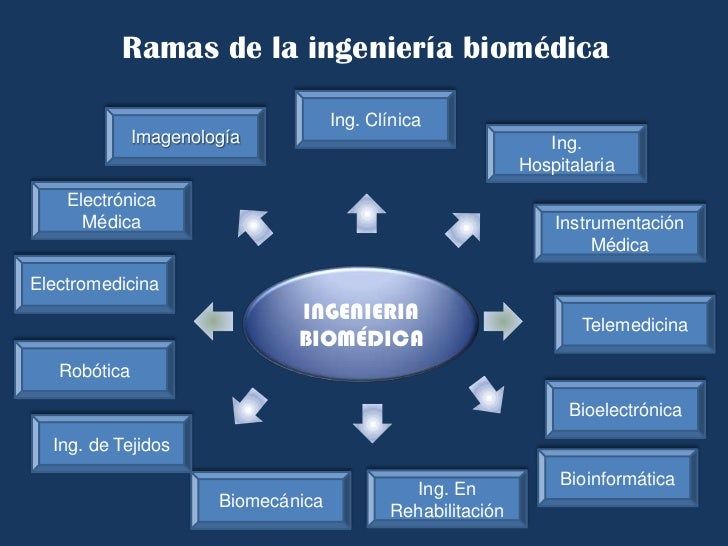 Ramas de la ingeniería biomédica
Ing. Clínica
Imagenología
Ing.
Hospitalaria
Electrónica
Médica
Instrumentación
Médica
Electromedicina
INGENIERIA
BIOMÉDICA
Telemedicina
Robótica
Bioelectrónica
Ing. de Tejidos
Bioinformática
Biomecánica
Ing. En
Rehabilitación